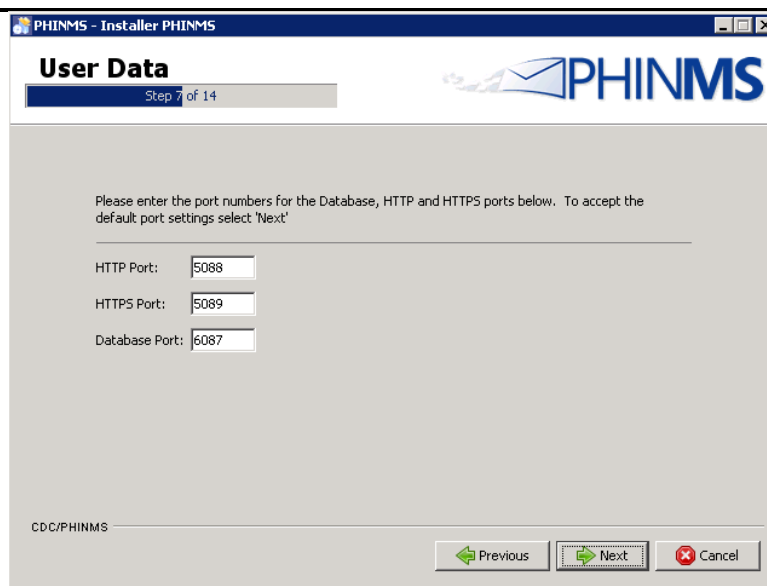 PHINMS - Installer PHINMS
User Data
PHINMS
Step 7 of 14
Please enter the port numbers for the Database, HTTP and HTTPS ports below. To accept the
default port settings select 'Next'
HTTP Port: 5088
HTTPS Port: 5089
Database Port: 6087
CDC/PHINMS
Previous Next Cancel